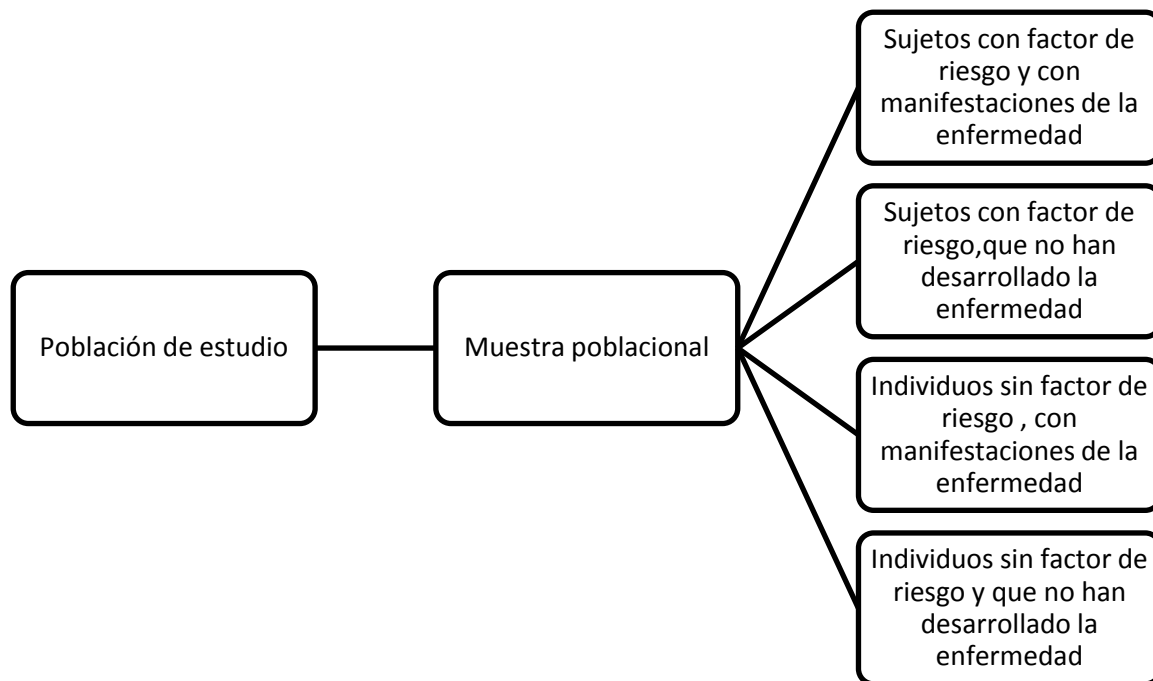 Población de estudio
Muestra poblacional
Sujetos con factor de
riesgo y con
manifestaciones de la
enfermedad
Sujetos con factor de
riesgo,que no han
desarrollado la
enfermedad
Individuos sin factor de
riesgo , con
manifestaciones de la
enfermedad
Individuos sin factor de
riesgo y que no han
desarrollado la
enfermedad